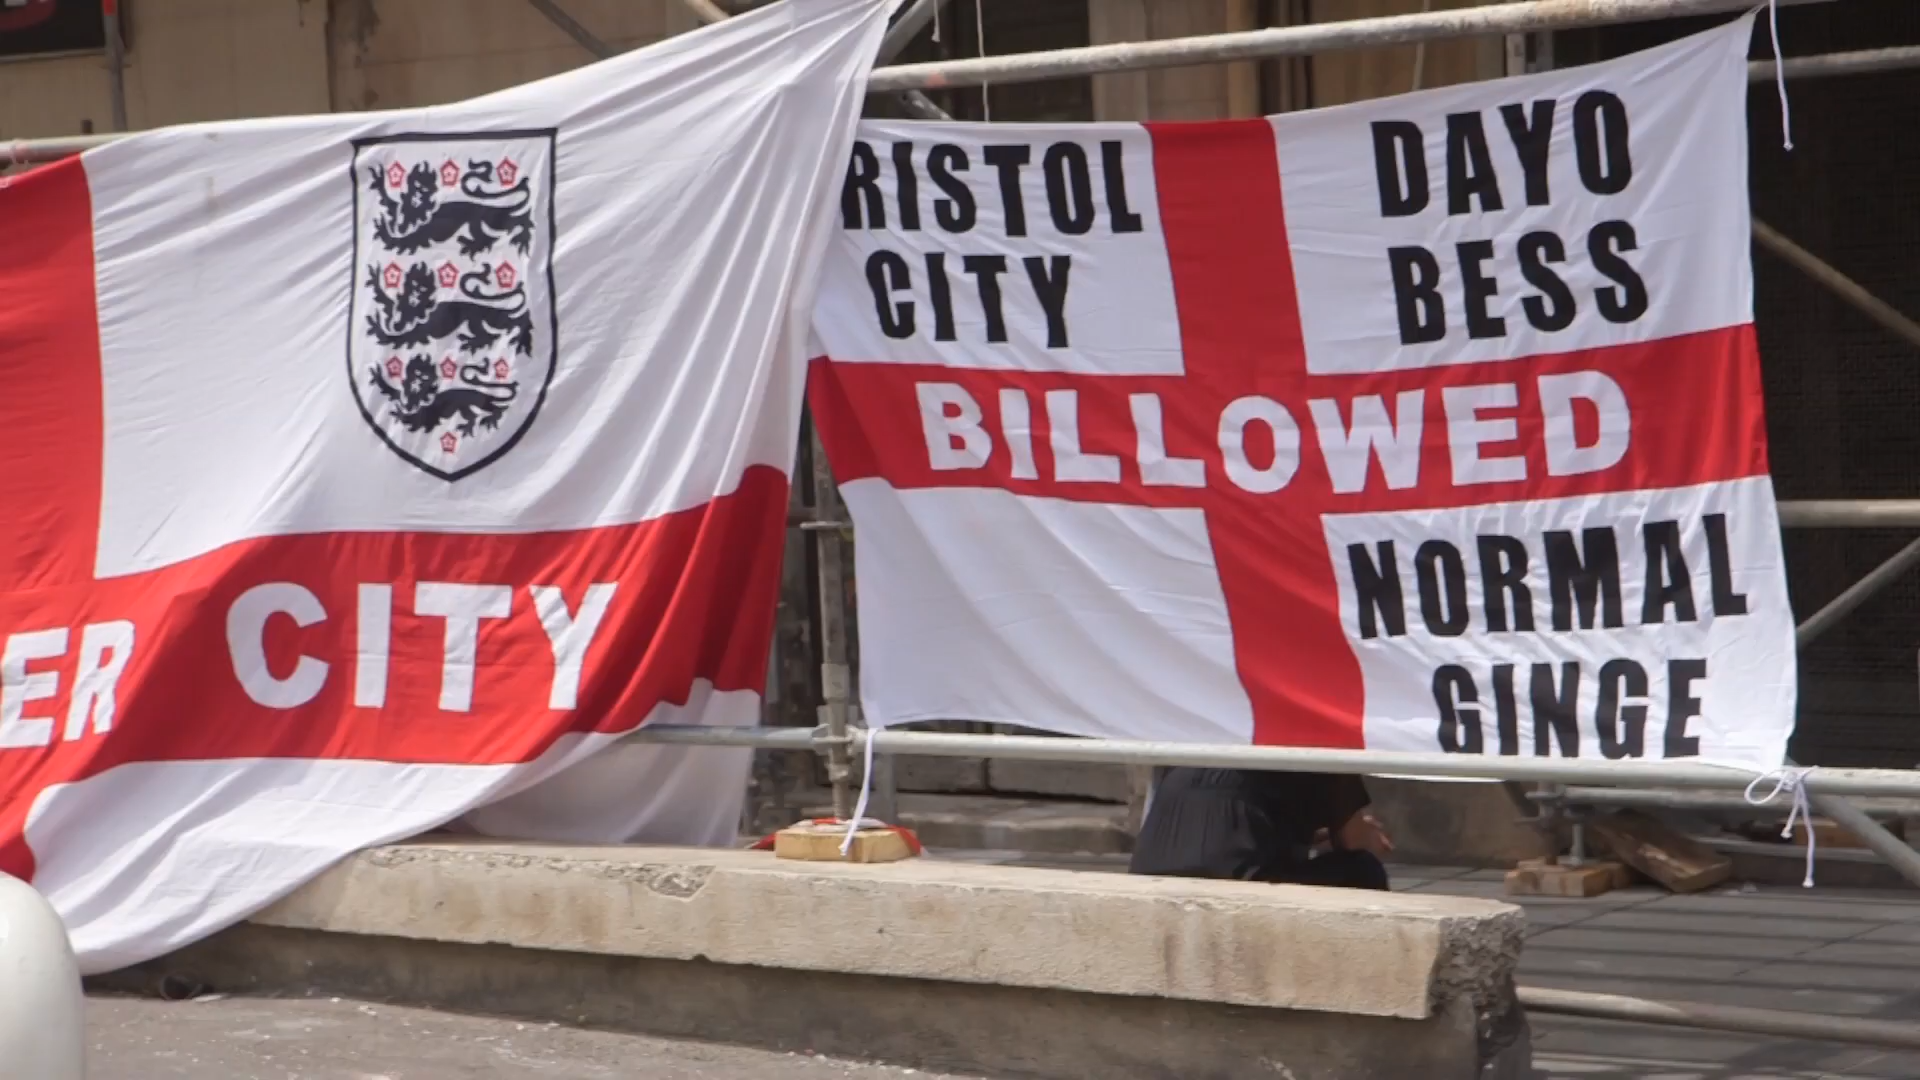 ER CITY
RISTOL
CITY
DAYO
BESS
BILLOWED
NORMAL
GINGE